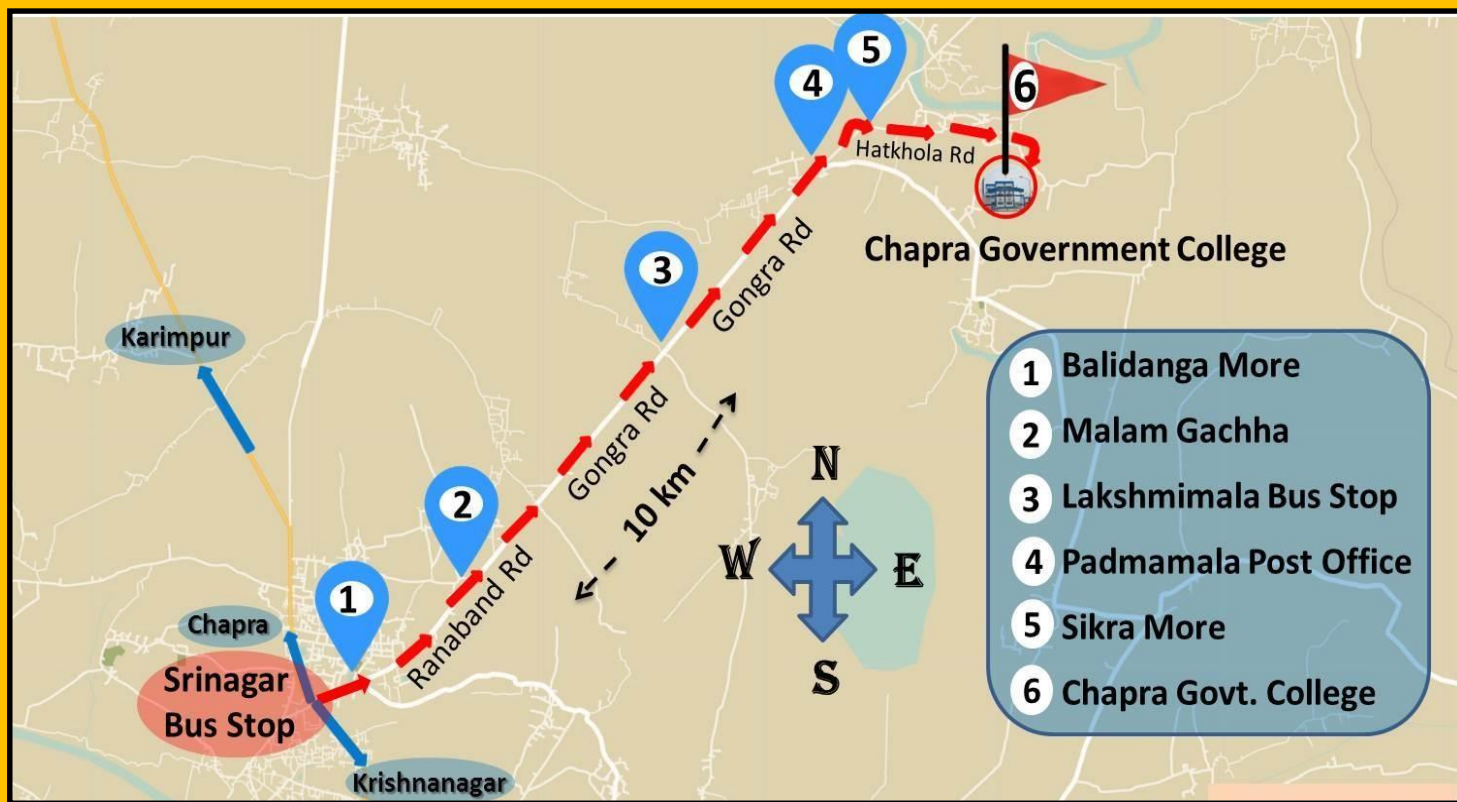 5
4
6
Hatkhola Rd
Chapra Government College
3
Gongra Rd
Karimpur
Gongra Rd
10 km
2
Ranaband Rd
1
Chapra
Srinagar
Bus Stop
Krishnanagar
N
W E
S
1 Balidanga More
2 Malam Gachha
3 Lakshmimala Bus Stop
4 Padmamala Post Office
5 Sikra More
6 Chapra Govt. College